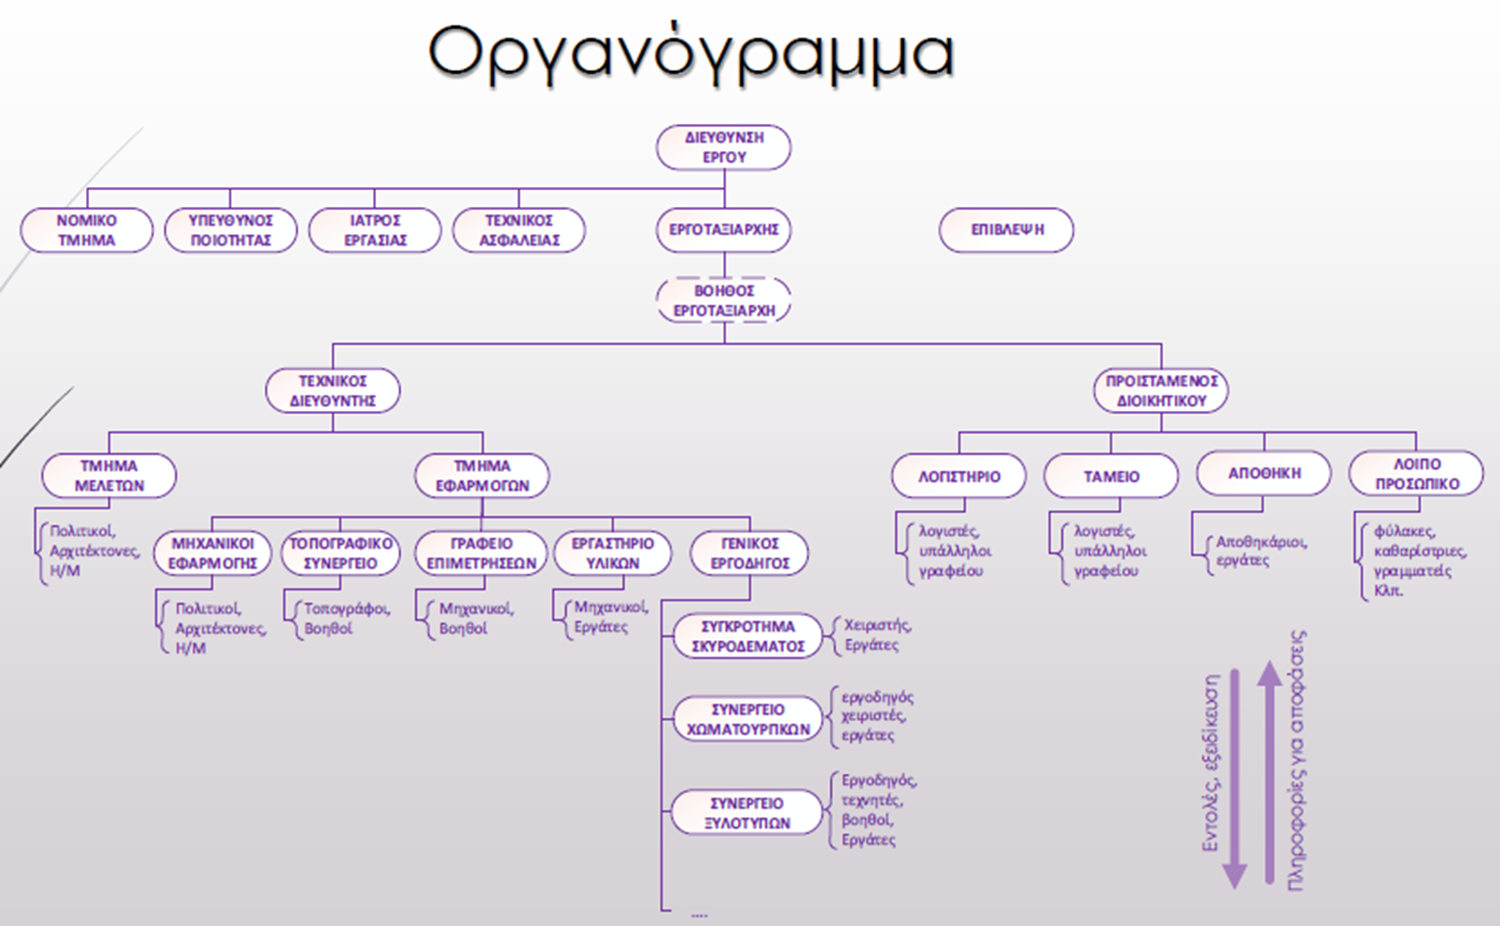 Οργανόγραμμα
ΔΙΕΥΘΥΝΣΗ
ΕΡΓΟΥ
ΝΟΜΙΚΟ
ΤΜΗΜΑ
ΥΠΕΥΘΥΝΟΣ
ΠΟΙΟΤΗΤΑΣ
ΙΑΤΡΟΣ
ΕΡΓΑΣΙΑΣ
ΤΕΧΝΙΚΟΣ
ΑΣΦΑΛΕΙΑΣ
ΕΡΓΟΤΑΞΙΑΡΧΗΣ
ΕΠΙΒΛΕΨΗ
ΒΟΗΘΟΣ
ΕΡΓΟΤΑΞΙΑΡΧΗ
ΤΕΧΝΙΚΟΣ
ΔΙΕΥΘΥΝΤΗΣ
ΠΡΟΙΣΤΑΜΕΝΟΣ
ΔΙΟΙΚΗΤΙΚΟΥ
ΤΜΗΜΑ
ΜΕΛΕΤΩΝ
ΤΜΗΜΑ
ΕΦΑΡΜΟΓΩΝ
ΛΟΓΙΣΤΗΡΙΟ
ΤΑΜΕΙΟ
ΑΠΟΘΗΚΗ
ΛΟΙΠΟ
ΠΡΟΣΩΠΙΚΟ
Πολιτικοί,
Αρχιτέκτονες,
Η/Μ
ΜΗΧΑΝΙΚΟΙ
ΕΦΑΡΜΟΓΗΣ
ΤΟΠΟΓΡΑΦΙΚΟ
ΣΥΝΕΡΓΕΙΟ
ΓΡΑΦΕΙΟ
ΕΠΙΜΕΤΡΗΣΕΩΝ
ΕΡΓΑΣΤΗΡΙΟ
ΥΛΙΚΩΝ
ΓΕΝΙΚΟΣ
ΕΡΓΟΔΗΓΟΣ
λογιστές,
υπάλληλοι
γραφείου
λογιστές,
υπάλληλοι
γραφείου
Αποθηκάριοι,
εργάτες
φύλακες,
καθαρίστριες,
γραμματείς
Κλπ.
Πολιτικοί,
Αρχιτέκτονες,
Η/Μ
Τοπογράφοι,
Βοηθοί
Μηχανικοί,
Βοηθοί
Μηχανικοί,
Εργάτες
ΣΥΓΚΡΟΤΗΜΑ
ΣΚΥΡΟΔΕΜΑΤΟΣ
Χειριστής,
Εργάτες
ΣΥΝΕΡΓΕΙΟ
ΧΩΜΑΤΟΥΡΓΙΚΩΝ
εργοδηγός
χειριστές,
εργάτες
ΣΥΝΕΡΓΕΙΟ
ΞΥΛΟΤΥΠΩΝ
Εργοδηγός,
τεχνητές,
βοηθοί,
Εργάτες
....
Εντολές, εξειδίκευση
Πληροφορίες για αποφάσεις